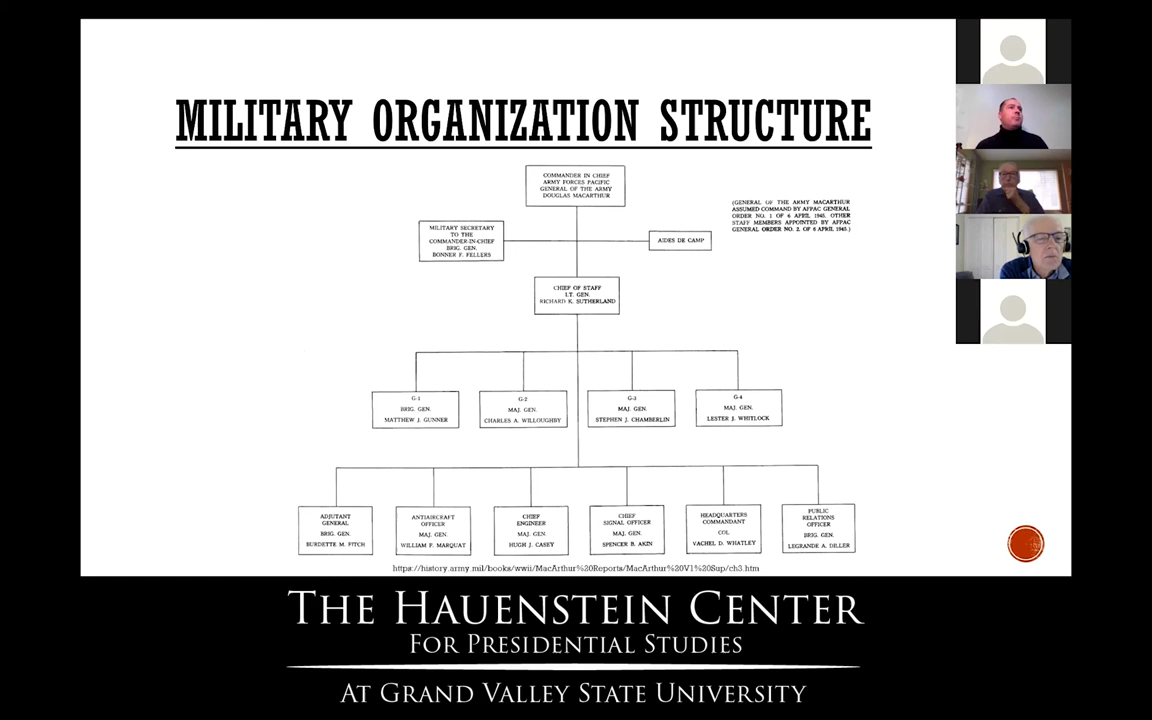 MILITARY ORGANIZATION STRUCTURE
COMMANDER IN CHIEF
ARMY FORCES PACIFIC
GENERAL OF THE ARMY
DOUGLAS MACARTHUR
(GENERAL OF THE ARMY MACARTHUR
ASSUMED COMMAND BY AFPAC GENERAL
ORDER NO. 1 OF 6 APRIL 1945. OTHER
STAFF MEMBERS APPOINTED BY AFPAC
GENERAL ORDER NO. 2, OF 6 APRIL 1945.)
MILITARY SECRETARY
TO THE
COMMANDER-IN-CHIEF
BRIG. GEN.
BONNER F. FELLERS
AIDES DE CAMP
CHIEF OF STAFF
LT. GEN.
RICHARD K. SUTHERLAND
G-1
BRIG. GEN.
MATTHEW J. GUNNER
G-2
MAJ. GEN.
CHARLES A. WILLOUGHBY
G-3
MAJ. GEN.
STEPHEN J. CHAMBERLIN
G-4
MAJ. GEN.
LESTER J. WHITLOCK
ADJUTANT
GENERAL
BRIG. GEN.
BURDETTE M. FITCH
ANTIAIRCRAFT
OFFICER
MAJ. GEN.
WILLIAM F. MARQUAT
CHIEF
ENGINEER
MAJ. GEN.
HUGH J. CASEY
CHIEF
SIGNAL OFFICER
MAJ. GEN.
SPENCER B. AKIN
HEADQUARTERS
COMMANDANT
COL
VACHEL D. WHATLEY
PUBLIC
RELATIONS
OFFICER
BRIG. GEN.
LEGRANDE A. DILLER
https://history.army.mil/books/wwii/MacArthur%20Reports/MacArthur%20V1%20Sup/ch3.htm
THE HAUENSTEIN CENTER
FOR PRESIDENTIAL STUDIES
AT GRAND VALLEY STATE UNIVERSITY